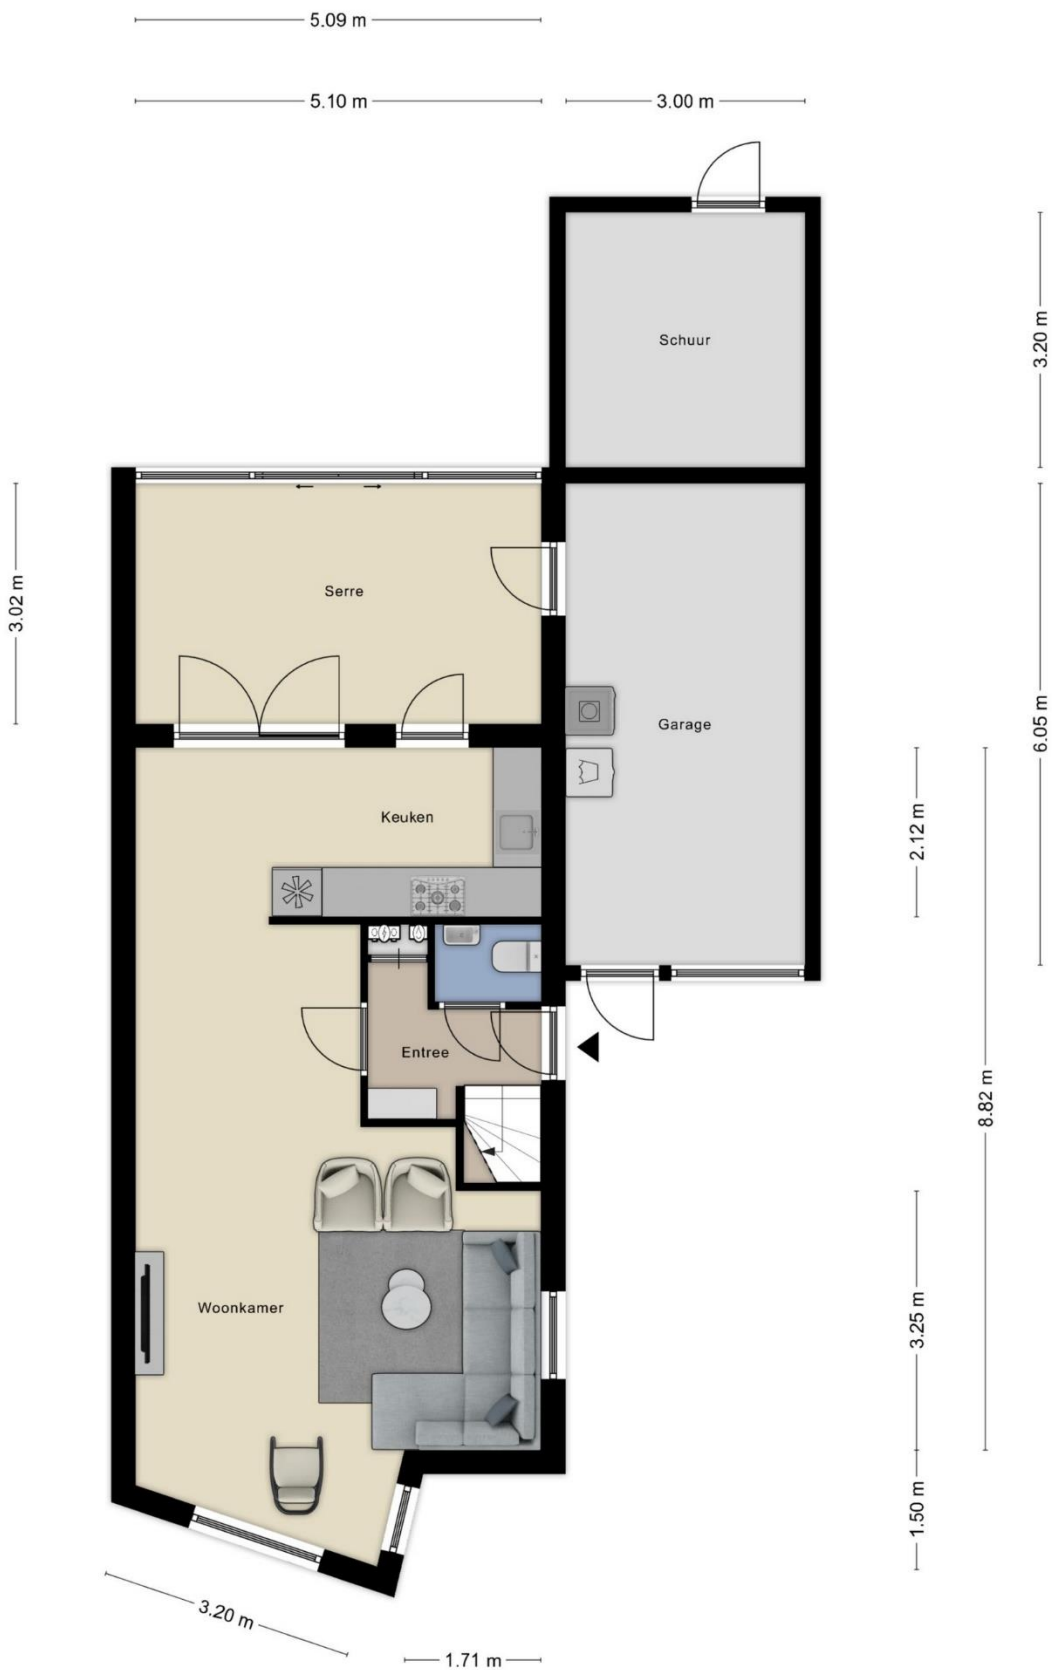 5.09 m
5.10 m
3.00 m
Schuur
3.20 m
Serre
3.02 m
Garage
6.05 m
Keuken
2.12 m
Entree
8.82 m
Woonkamer
3.25 m
1.50 m
3.20 m
1.71 m